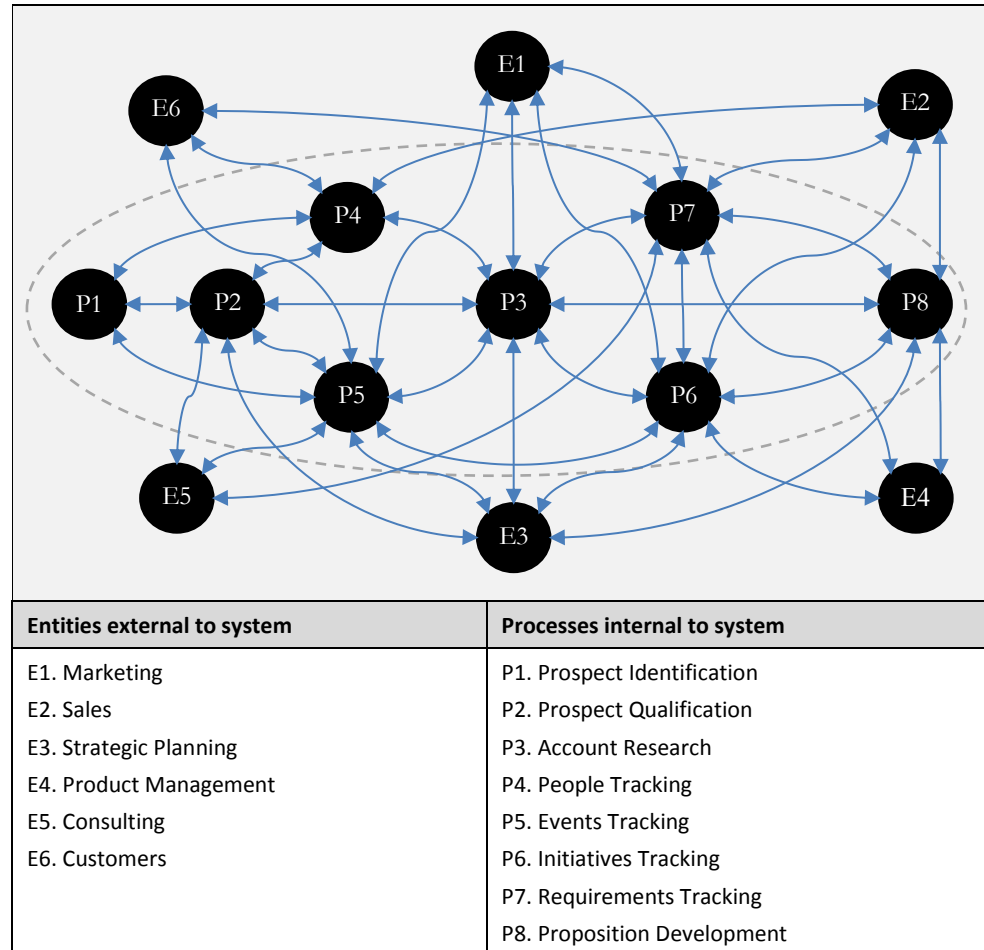 E1
E2
E6
P4
P7
P1
P2
P3
P8
P5
P6
E5
E4
E3
Entities external to system
Processes internal to system
E1. Marketing
E2. Sales
E3. Strategic Planning
E4. Product Management
E5. Consulting
E6. Customers
P1. Prospect Identification
P2. Prospect Qualification
P3. Account Research
P4. People Tracking
P5. Events Tracking
P6. Initiatives Tracking
P7. Requirements Tracking
P8. Proposition Development